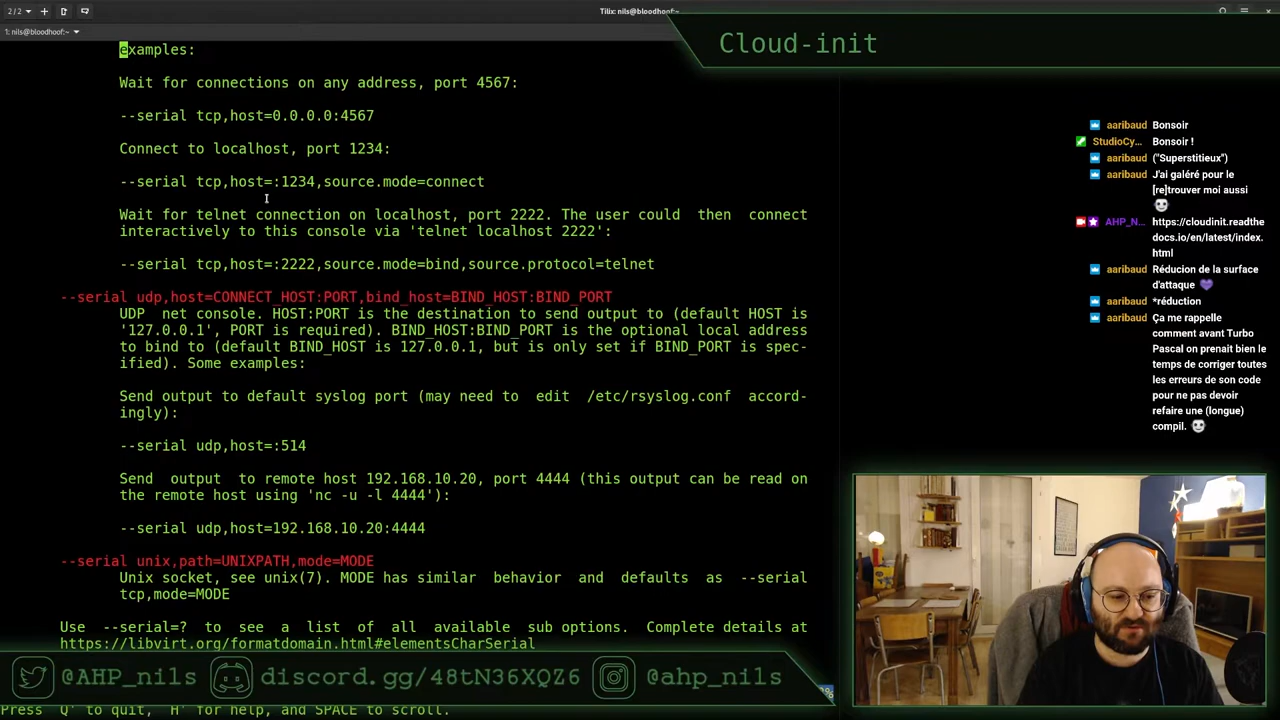 2/2
Tilix: nils@bloodhoof:~
1: nils@bloodhoof:~
Cloud-init
examples:
Wait for connections on any address, port 4567:
--serial tcp,host=0.0.0.0:4567
Connect to localhost, port 1234:
--serial tcp,host=:1234,source.mode=connect
Wait for telnet connection on localhost, port 2222. The user could then connect
interactively to this console via 'telnet localhost 2222':
--serial tcp,host=:2222,source.mode=bind,source.protocol=telnet
--serial udp,host=CONNECT_HOST:PORT,bind_host=BIND_HOST:BIND_PORT
UDP net console. HOST:PORT is the destination to send output to (default HOST is
'127.0.0.1', PORT is required). BIND_HOST:BIND_PORT is the optional local address
to bind to (default BIND_HOST is 127.0.0.1, but is only set if BIND_PORT is spec-
ified). Some examples:
Send output to default syslog port (may need to edit /etc/rsyslog.conf accord-
ingly):
--serial udp,host=:514
Send output to remote host 192.168.10.20, port 4444 (this output can be read on
the remote host using 'nc -u -l 4444'):
--serial udp,host=192.168.10.20:4444
--serial unix,path=UNIXPATH,mode=MODE
Unix socket, see unix(7). MODE has similar behavior and defaults as --serial
tcp,mode=MODE
Use --serial=? to see a list of all available sub options. Complete details at
https://libvirt.org/formatdomain.html#elementsCharSerial
Press 'Q' to quit, 'H' for help, and SPACE to scroll.
@AHP_nils
discord.gg/48tN36XQZ6
@ahp_nils
aaribaud Bonsoir
StudioCy... Bonsoir !
aaribaud ("Superstitieux")
aaribaud J'ai galéré pour le
[re]trouver moi aussi
AHP_N... https://cloudinit.readthe
docs.io/en/latest/index.
html
aaribaud Réducion de la surface
d'attaque
aaribaud *réduction
aaribaud Ça me rappelle
comment avant Turbo
Pascal on prenait bien le
temps de corriger toutes
les erreurs de son code
pour ne pas devoir
refaire une (longue)
compil.